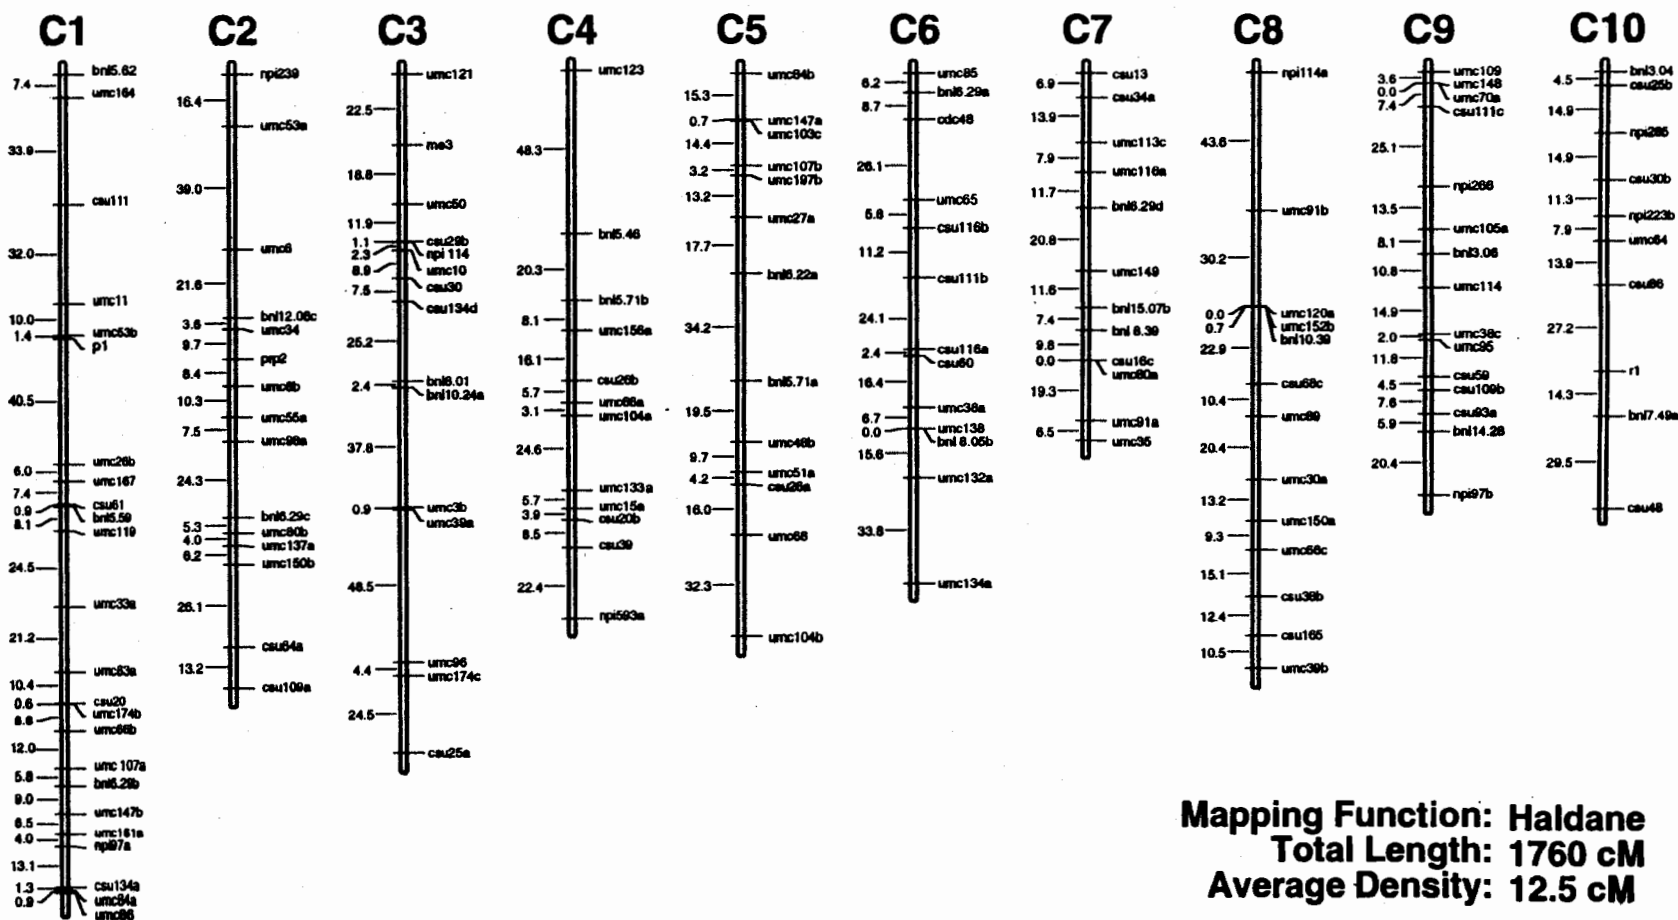 C1 C2 C3 C4 C5 C6 C7 C8 C9 C10
bnl5.62
7.4
umc164
33.9
csu111
32.0
umc11
10.0
umc53b
1.4
p1
40.5
umc26b
6.0
umc167
7.4
csu61
0.9
bnl5.59
8.1
umc119
24.5
umc33a
21.2
umc83a
10.4
csu20
0.6
umc174b
umc66b
12.0
umc 107a
5.8
bnl6.29b
9.0
umc147b
6.5
umc161a
4.0
npi97a
13.1
csu134a
1.3
umc84a
0.9
umc86
npi239
16.4
umc53a
39.0
umc6
21.6
bnl12.06c
3.6
umc34
9.7
prp2
8.4
umc8b
10.3
umc55a
7.5
umc98a
24.3
bnl6.29c
5.3
umc80b
4.0
umc137a
6.2
umc150b
26.1
csu64a
13.2
csu109a
umc121
22.5
me3
18.8
umc50
11.9
csu29b
1.1
npi 114
2.3
umc10
8.9
csu30
7.5
csu134d
25.2
bnl8.01
2.4
bnl10.24a
37.8
umc3b
0.9
umc39a
48.5
umc96
4.4
umc174c
24.5
csu25a
umc123
48.3
bnl5.46
20.3
bnl5.71b
8.1
umc156a
16.1
csu26b
5.7
umc66a
3.1
umc104a
24.6
umc133a
5.7
umc15a
3.9
csu20b
8.5
csu39
22.4
npi593a
umc84b
15.3
umc147a
0.7
umc103c
14.4
umc107b
3.2
umc197b
13.2
umc27a
17.7
bnl6.22a
34.2
bnl5.71a
19.5
umc48b
9.7
umc51a
4.2
csu26a
16.0
umc68
32.3
umc104b
umc85
6.2
bnl6.29a
8.7
cdc48
26.1
umc65
5.8
csu116b
11.2
csu111b
24.1
csu116a
2.4
csu60
16.4
umc38a
6.7
umc138
0.0
bnl 8.05b
15.6
umc132a
33.8
umc134a
csu13
6.9
csu34a
13.9
umc113c
7.9
umc116a
11.7
bnl6.29d
20.8
umc149
11.6
bnl15.07b
7.4
bnl 8.39
9.8
csu16c
0.0
umc80a
19.3
umc91a
6.5
umc35
npi114a
43.6
umc91b
30.2
umc120a
0.0
umc152b
0.7
bnl10.39
22.9
csu68c
10.4
umc89
20.4
umc30a
13.2
umc150a
9.3
umc66c
15.1
csu38b
12.4
csu165
10.5
umc39b
umc109
3.6
umc148
0.0
umc70a
7.4
csu111c
25.1
npi266
13.5
umc105a
8.1
bnl3.06
10.8
umc114
14.9
umc38c
2.0
umc95
11.8
csu59
4.5
csu109b
7.6
csu93a
5.9
bnl14.28
20.4
npi97b
bnl3.04
4.5
csu25b
14.9
npi285
14.9
csu30b
11.3
npi223b
7.9
umc64
13.9
csu86
27.2
r1
14.3
bnl7.49a
29.5
csu48
Mapping Function: Haldane
Total Length: 1760 cM
Average Density: 12.5 cM